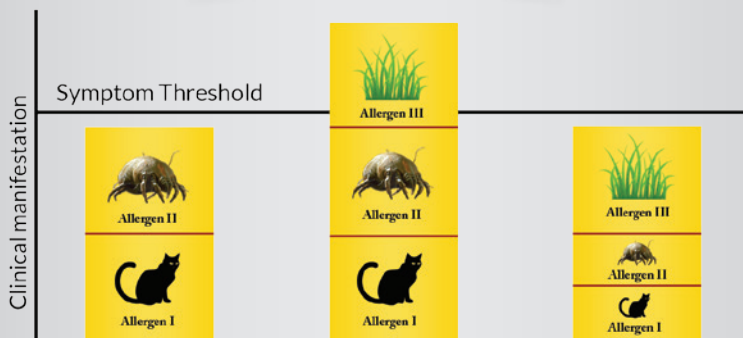 Clinical manifestation
Symptom Threshold
Allergen II
Allergen I
Allergen III
Allergen II
Allergen I
Allergen III
Allergen II
Allergen I